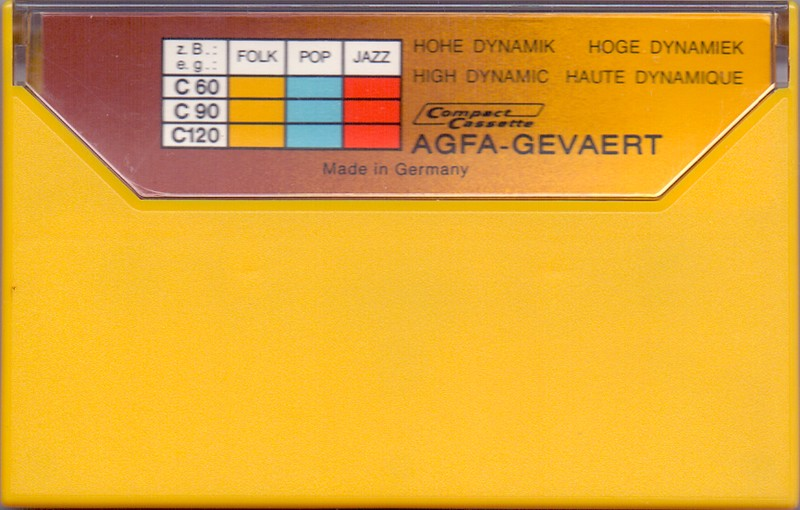 z. B.: FOLK POP JAZZ
e. g.:
C 60
C 90
C120
HOHE DYNAMIK HOGE DYNAMIEK
HIGH DYNAMIC HAUTE DYNAMIQUE
Compact
Cassette
AGFA-GEVAERT
Made in Germany